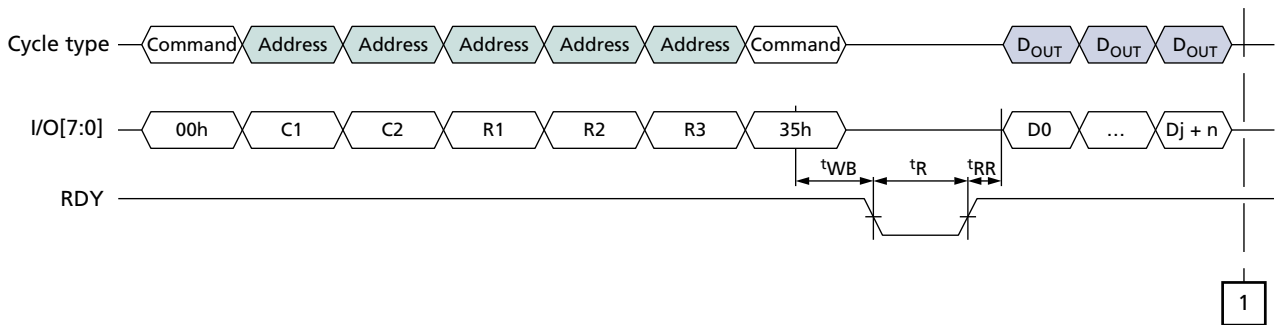 Cycle type Command Address Address Address Address Address Command DOUT DOUT DOUT
I/O[7:0] 00h C1 C2 R1 R2 R3 35h D0 … Dj + n
tWB tR tRR
RDY
1